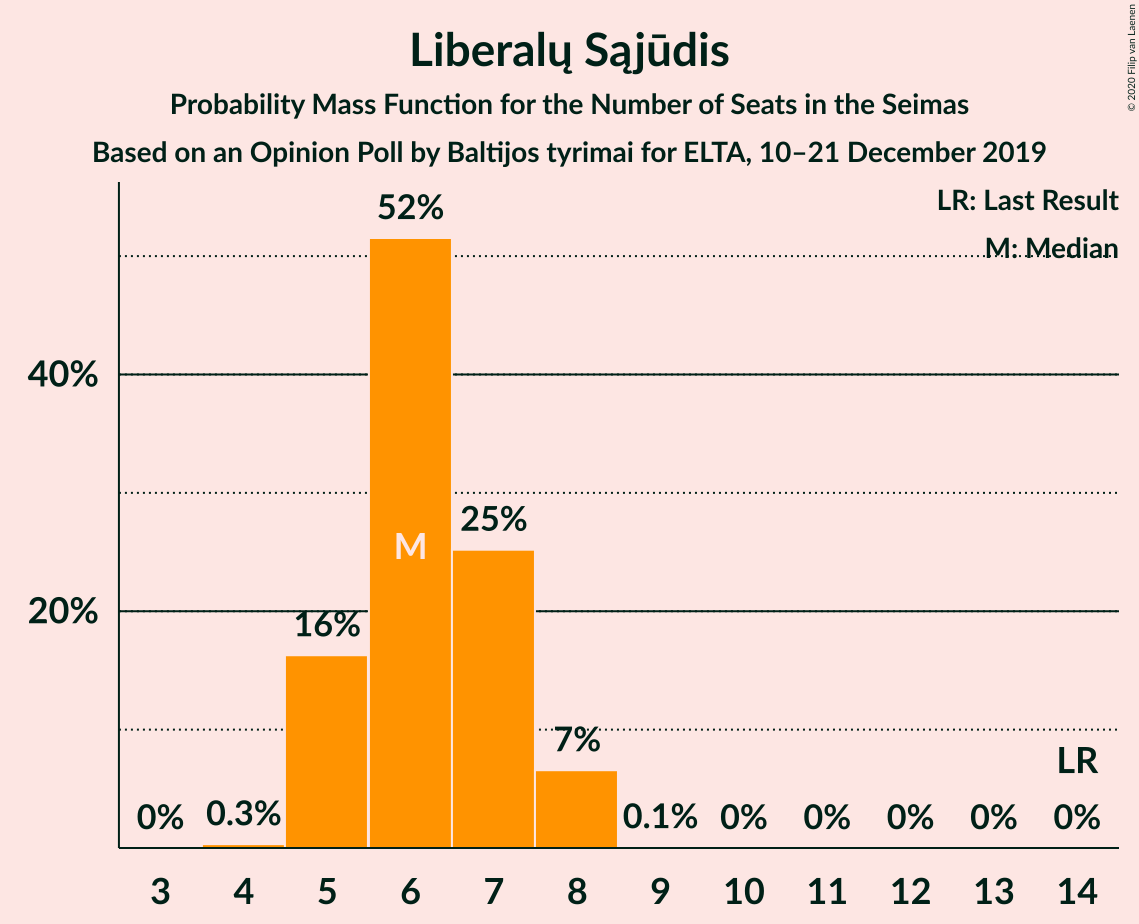 Liberalų Sąjūdis
Probability Mass Function for the Number of Seats in the Seimas
Based on an Opinion Poll by Baltijos tyrimai for ELTA, 10–21 December 2019
© 2020 Filip van Laenen
LR: Last Result
M: Median
52%
40%
25%
M
20%
16%
7%
LR
0% 0.3% 0.1% 0% 0% 0% 0% 0%
3 4 5 6 7 8 9 10 11 12 13 14